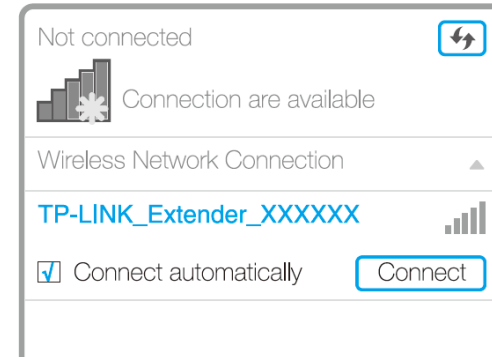 Not connected
Connection are available
Wireless Network Connection
TP-LINK_Extender_XXXXXX
Connect automatically
Connect